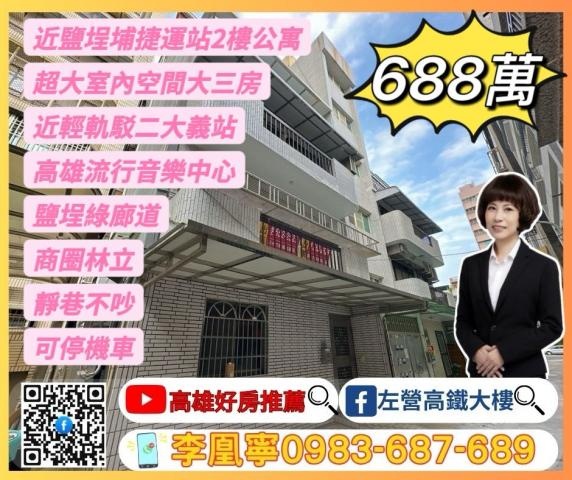 近鹽埕埔捷運站2樓公寓
688萬
超大室內空間大三房
近輕軌駁二大義站
高雄流行音樂中心
鹽埕綠廊道
商圈林立
靜巷不吵
可停機車
高雄好房推薦
左營高鐵大樓
李凰寧0983-687-689